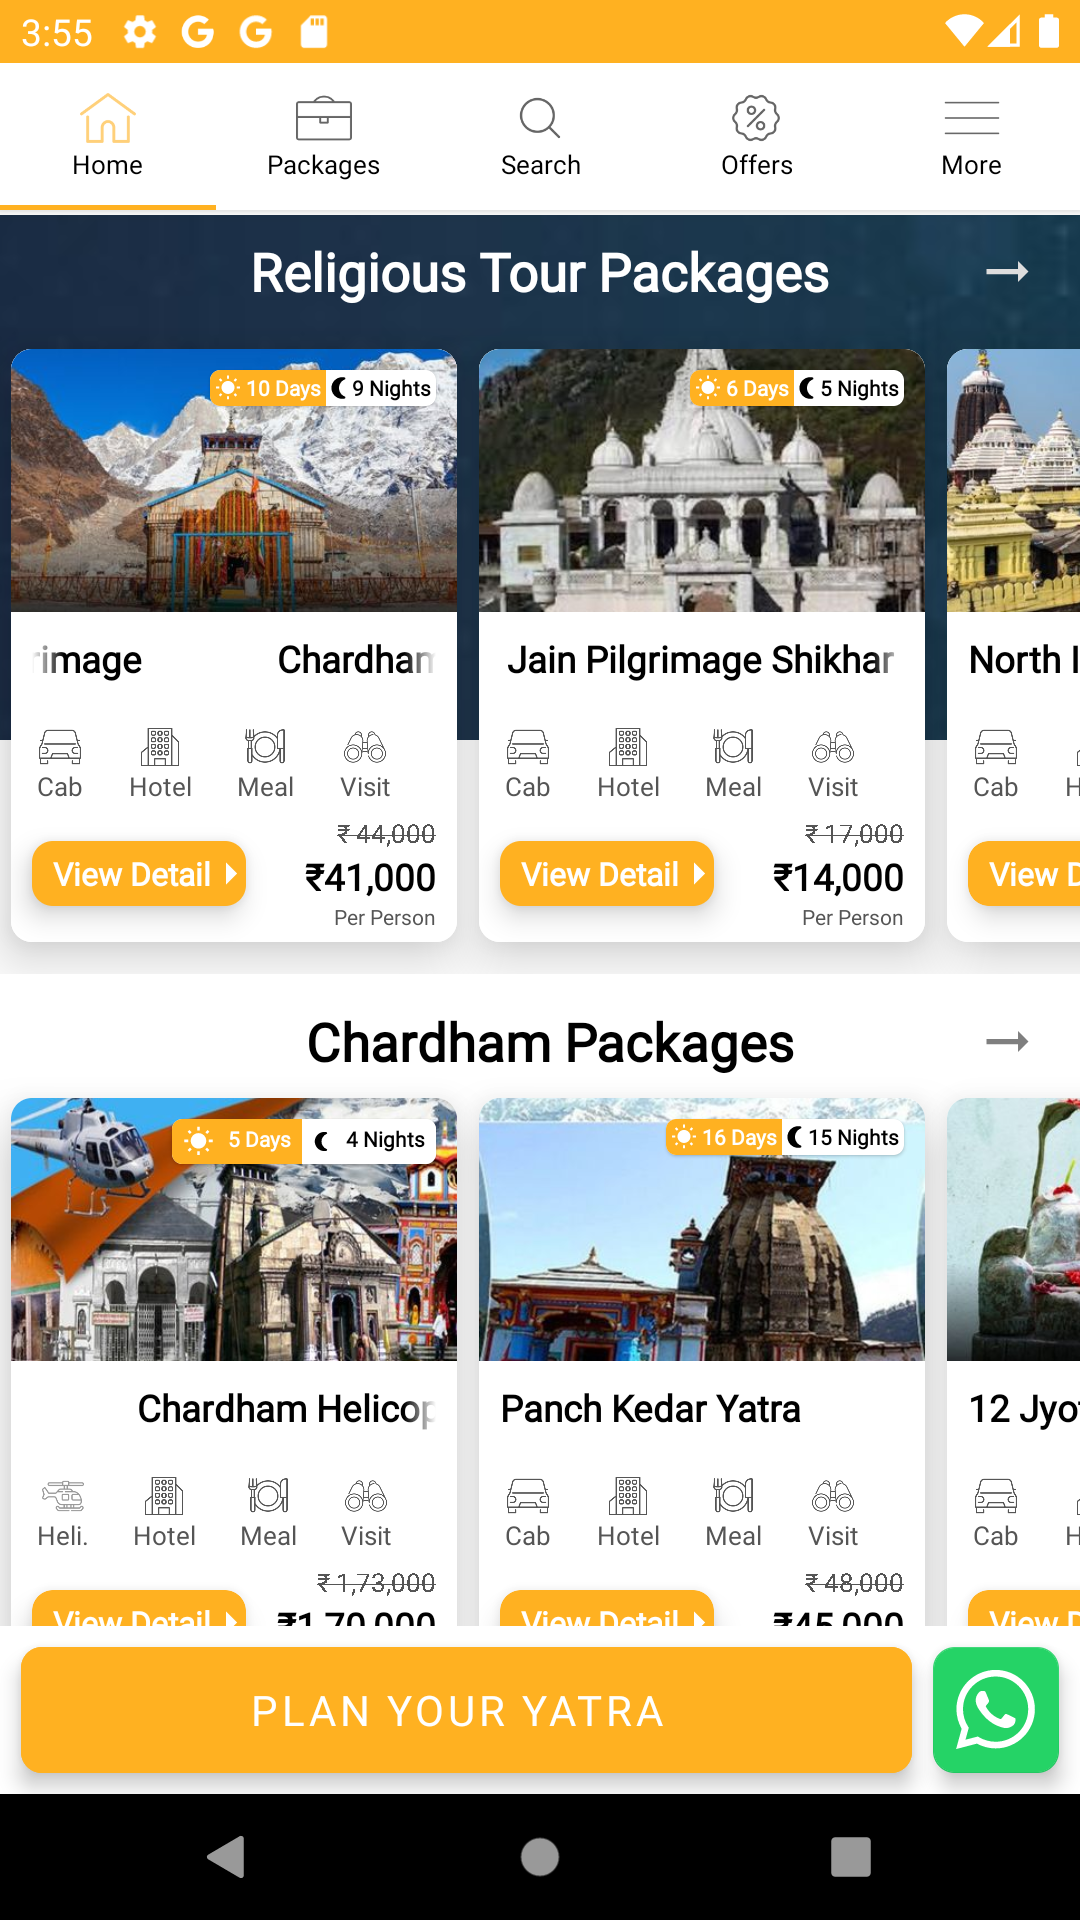 3:55
Home
Packages
Search
Offers
More
Religious Tour Packages
10 Days
9 Nights
6 Days
5 Nights
Chardham
Jain Pilgrimage Shikhar
North
Cab
Hotel
Meal
Visit
Cab
Hotel
Meal
Visit
Cab
₹ 44,000
₹ 17,000
View Detail
₹41,000
View Detail
₹14,000
View
Per Person
Per Person
Chardham Packages
5 Days
4 Nights
16 Days
15 Nights
Chardham Helicop
Panch Kedar Yatra
12 Jyo
Heli.
Hotel
Meal
Visit
Cab
Hotel
Meal
Visit
Cab
₹ 1,73,000
₹ 48,000
View Detail
₹1,70,000
View Detail
₹45,000
View
PLAN YOUR YATRA